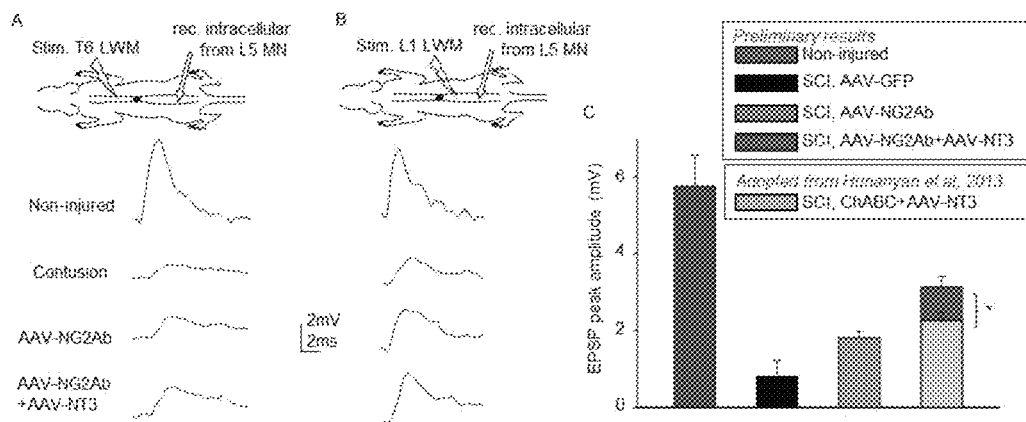 A
Stim. T6 LWM
rec. intracellular
from L5 MN
B
Stim. L1 LWM
rec. intracellular
from L5 MN
Non-injured
Contusion
AAV-NG2Ab
AAV-NG2Ab
+AAV-NT3
2mV
2ms
C
EPSP peak amplitude (mV)
6
4
2
0
Preliminary results
Non-injured
SCI, AAV-GFP
SCI, AAV-NG2Ab
SCI, AAV-NG2Ab+AAV-NT3
Adopted from Hunanyan et al, 2013
SCI, ChABC+AAV-NT3